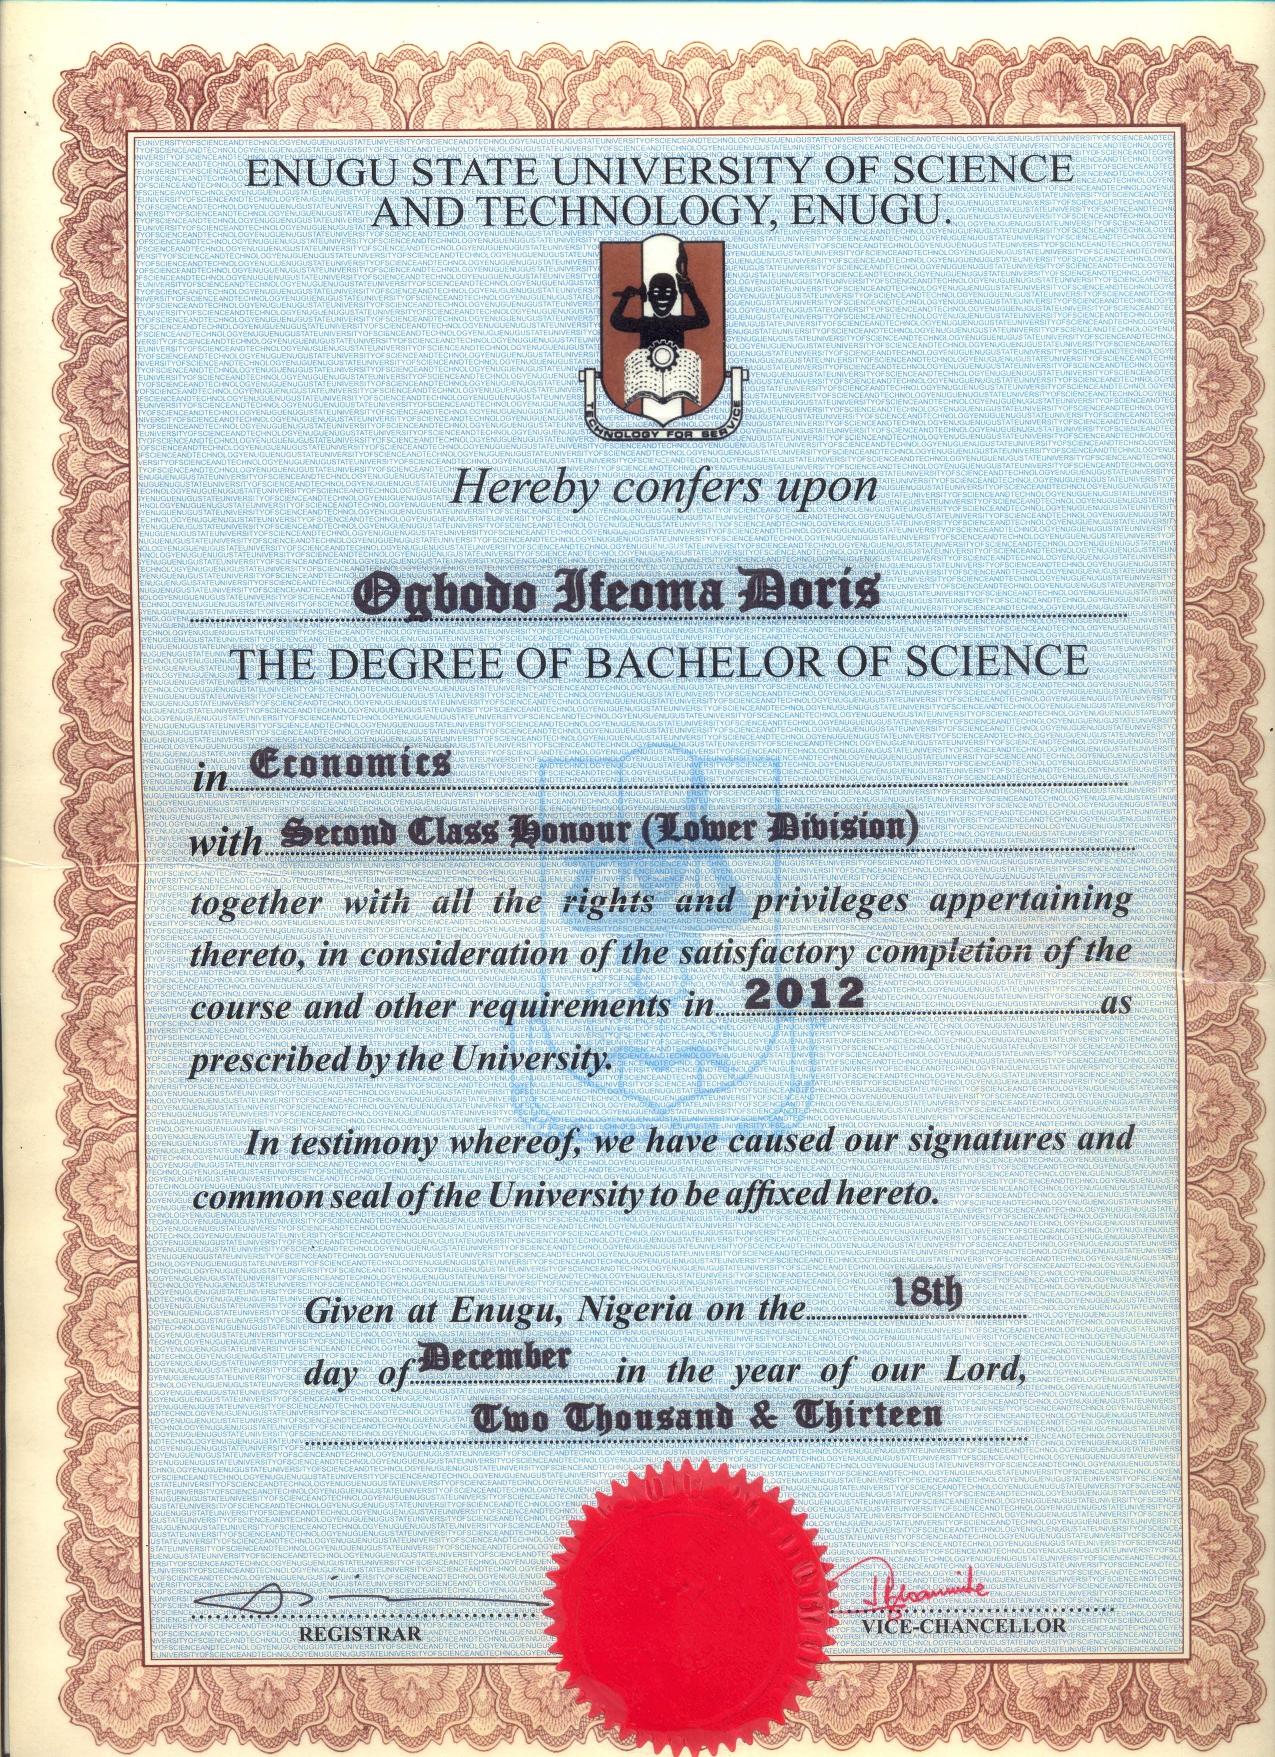 ENUGU STATE UNIVERSITY OF SCIENCE
AND TECHNOLOGY, ENUGU.
TECHNOLOGY FOR SERVICE
Hereby confers upon
Ogbodo Ifeoma Doris
THE DEGREE OF BACHELOR OF SCIENCE
in Economics
with Second Class Honour (Lower Division)
together with all the rights and privileges appertaining
thereto, in consideration of the satisfactory completion of the
course and other requirements in 2012 as
prescribed by the University.
In testimony whereof, we have caused our signatures and
common seal of the University to be affixed hereto.
Given at Enugu, Nigeria on the 18th
day of December in the year of our Lord,
Two Thousand & Thirteen
REGISTRAR
VICE-CHANCELLOR